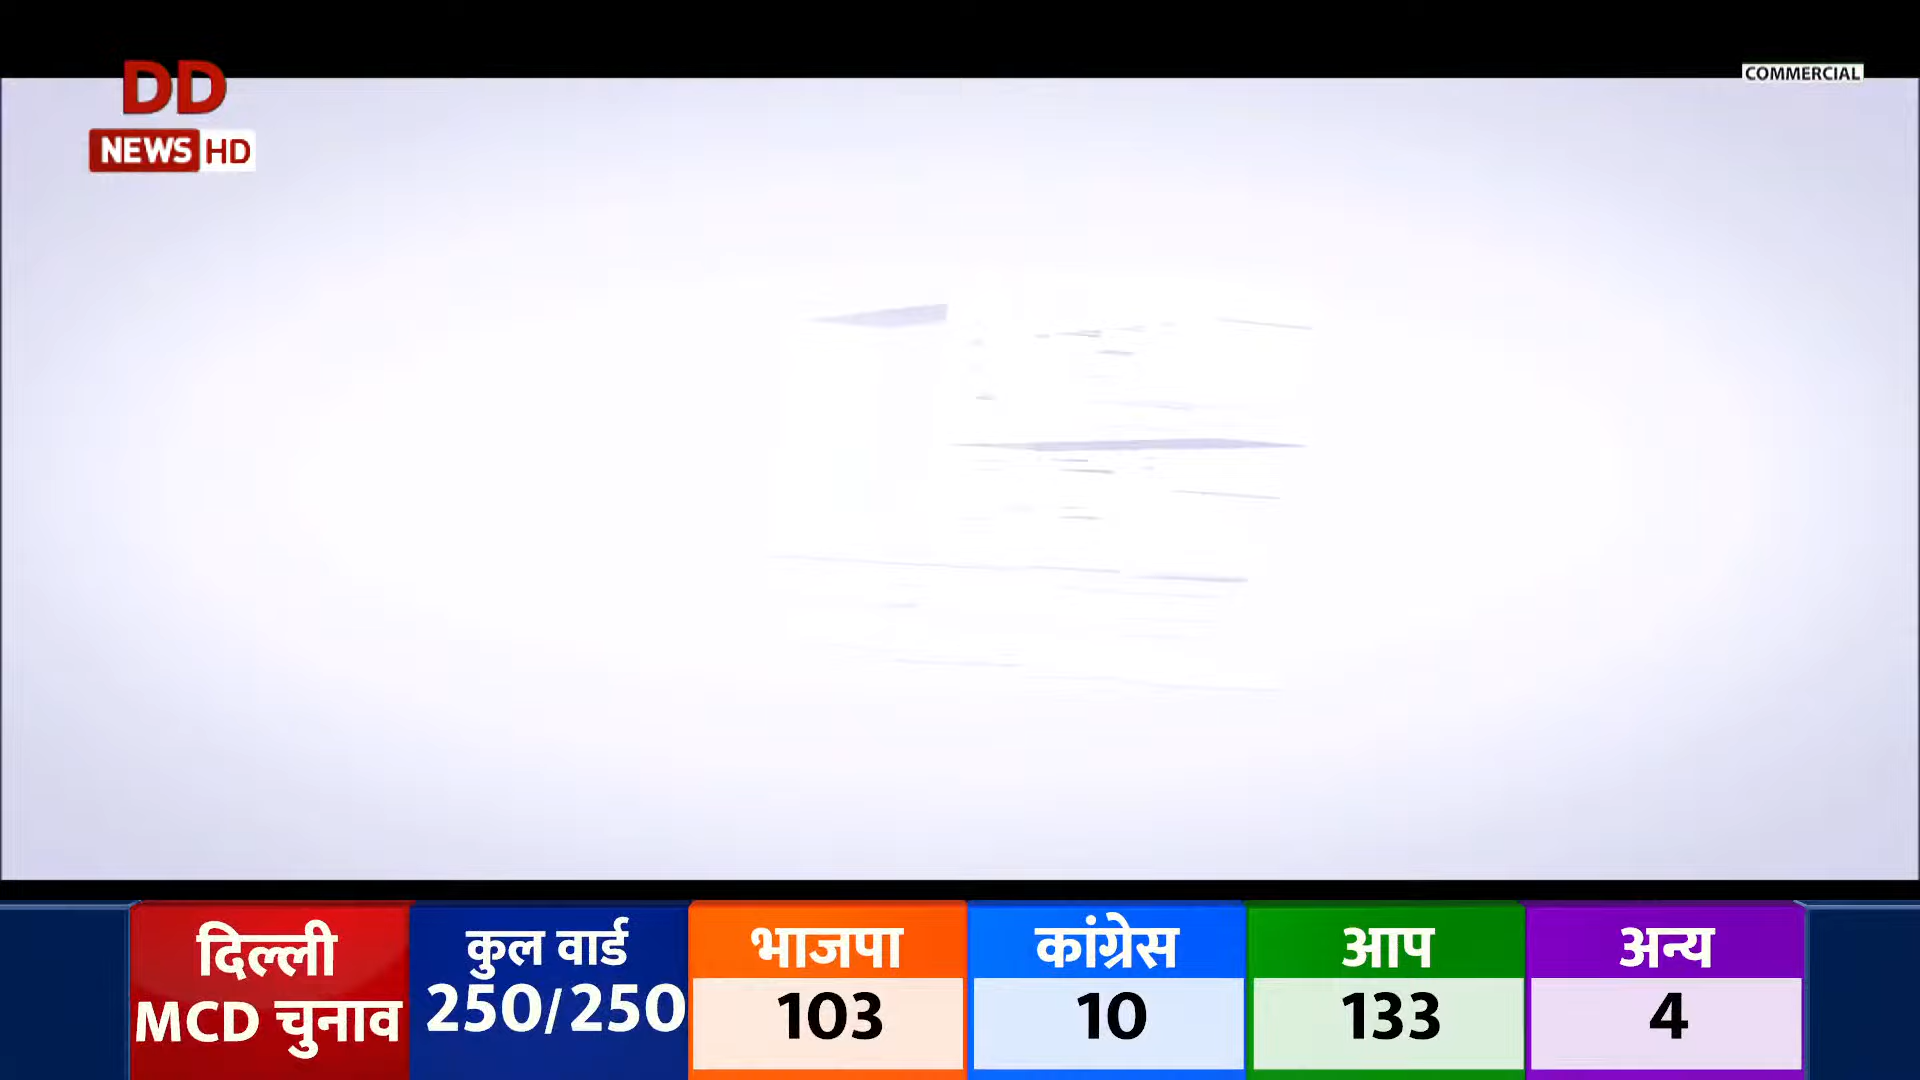 DD
NEWS HD
COMMERCIAL
दिल्ली
MCD चुनाव
कुल वार्ड
250/250
भाजपा
103
कांग्रेस
10
आप
133
अन्य
4